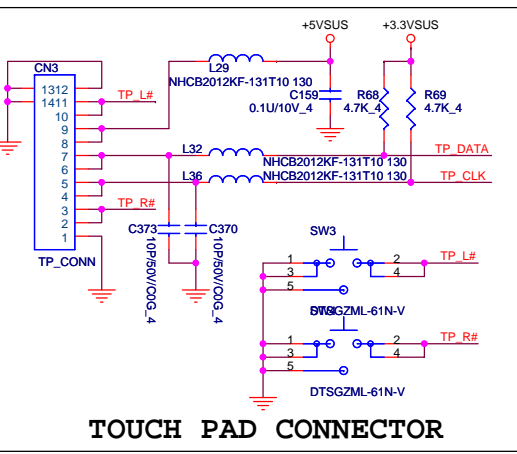 +5VSUS
+3.3VSUS
CN3
L29
NHCB2012KF-131T10 130
1312
1411
10
9
8
7
6
5
4
3
2
1
TP_L#
C159
0.1U/10V_4
R68
4.7K_4
R69
4.7K_4
L32
NHCB2012KF-131T10 130
TP_DATA
L36
NHCB2012KF-131T10 130
TP_CLK
TP_R#
C373
10P/50V/C0G_4
C370
10P/50V/C0G_4
TP_CONN
SW3
1
3
5
2
4
TP_L#
DTSGZML-61N-V
1
3
5
2
4
TP_R#
DTSGZML-61N-V
TOUCH PAD CONNECTOR